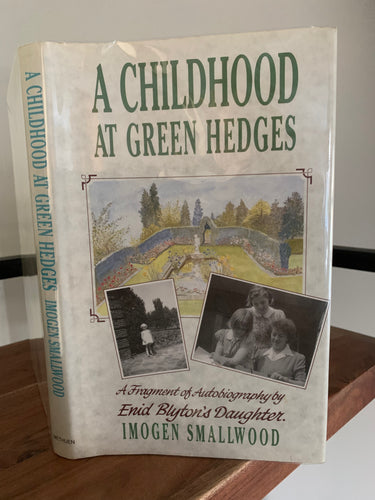 A CHILDHOOD AT GREEN HEDGES IMOGEN SMALLWOOD
METHUEN
A CHILDHOOD
AT GREEN HEDGES
A Fragment of Autobiography by
Enid Blyton's Daughter.
IMOGEN SMALLWOOD